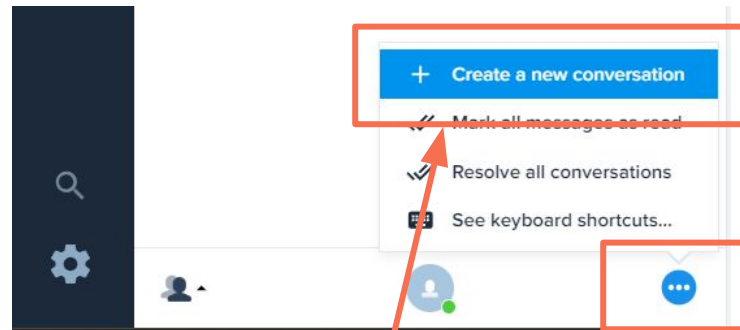 Create a new conversation
Mark all messages as read
Resolve all conversations
See keyboard shortcuts...